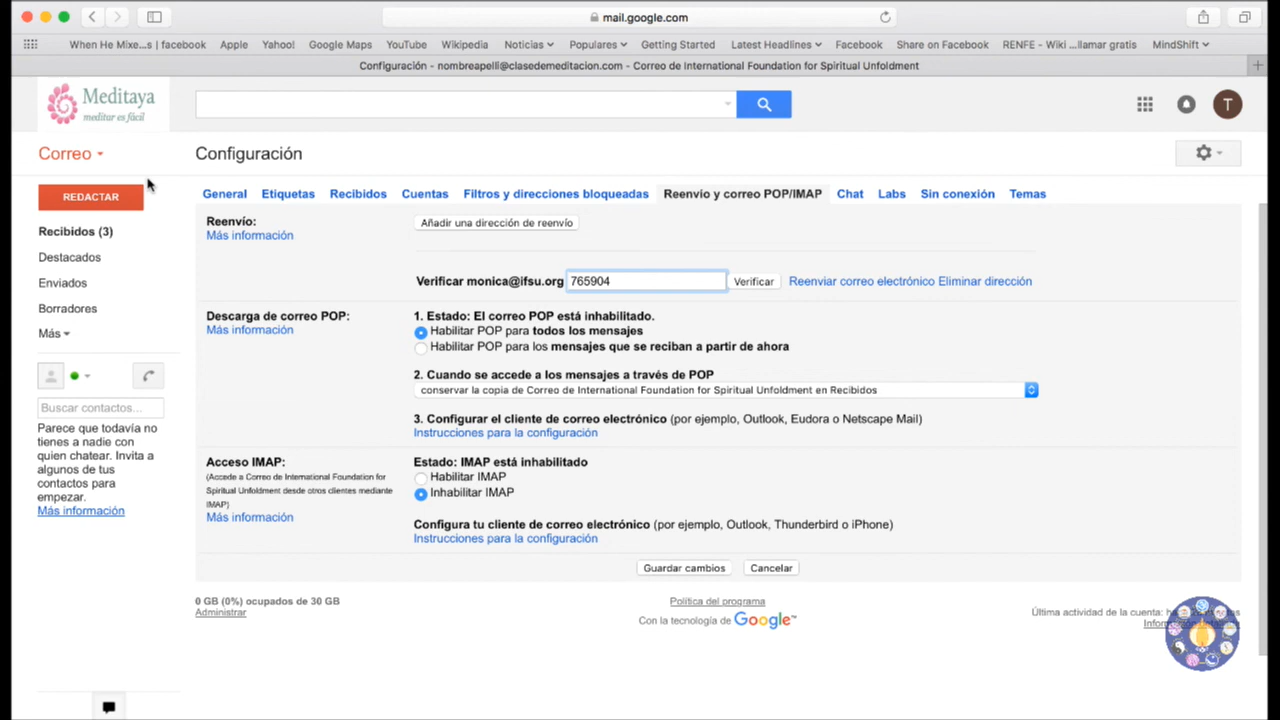 mail.google.com
When He Mixe...s | facebook Apple Yahoo! Google Maps YouTube Wikipedia Noticias Populares Getting Started Latest Headlines Facebook Share on Facebook RENFE - Wiki ...llamar gratis MindShift
Configuración - nombreapelli@clasedemeditacion.com - Correo de International Foundation for Spiritual Unfoldment
Meditaya
meditar es fácil
T
Correo
Configuración
REDACTAR
General Etiquetas Recibidos Cuentas Filtros y direcciones bloqueadas Reenvío y correo POP/IMAP Chat Labs Sin conexión Temas
Recibidos (3)
Destacados
Enviados
Borradores
Más
Buscar contactos...
Parece que todavía no
tienes a nadie con
quien chatear. Invita a
algunos de tus
contactos para
empezar.
Más información
Reenvío:
Más información
Añadir una dirección de reenvío
Verificar monica@ifsu.org 765904 Verificar Reenviar correo electrónico Eliminar dirección
Descarga de correo POP:
Más información
1. Estado: El correo POP está inhabilitado.
Habilitar POP para todos los mensajes
Habilitar POP para los mensajes que se reciban a partir de ahora
2. Cuando se accede a los mensajes a través de POP
conservar la copia de Correo de International Foundation for Spiritual Unfoldment en Recibidos
3. Configurar el cliente de correo electrónico (por ejemplo, Outlook, Eudora o Netscape Mail)
Instrucciones para la configuración
Acceso IMAP:
(Accede a Correo de International Foundation for
Spiritual Unfoldment desde otros clientes mediante
IMAP)
Más información
Estado: IMAP está inhabilitado
Habilitar IMAP
Inhabilitar IMAP
Configura tu cliente de correo electrónico (por ejemplo, Outlook, Thunderbird o iPhone)
Instrucciones para la configuración
Guardar cambios Cancelar
0 GB (0%) ocupados de 30 GB
Administrar
Política del programa
Con la tecnología de Google™
Última actividad de la cuenta: